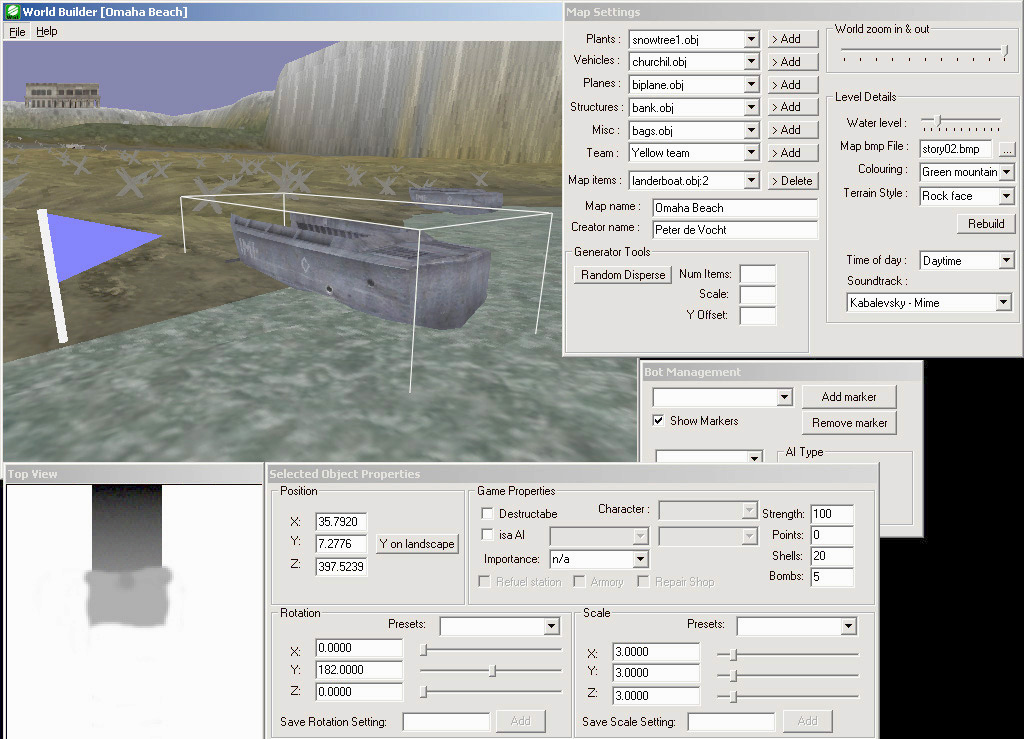 World Builder [Omaha Beach]
File Help
Map Settings
Plants : snowtree1.obj > Add
Vehicles : churchil.obj > Add
Planes : biplane.obj > Add
Structures : bank.obj > Add
Misc : bags.obj > Add
Team : Yellow team > Add
Map items : landerboat.obj:2 > Delete
Map name : Omaha Beach
Creator name : Peter de Vocht
Generator Tools
Random Disperse Num Items:
Scale:
Y Offset:
World zoom in & out
Level Details
Water level :
Map bmp File : story02.bmp ...
Colouring : Green mountain
Terrain Style : Rock face
Rebuild
Time of day : Daytime
Soundtrack :
Kabalevsky - Mime
Bot Management
Add marker
Show Markers Remove marker
AI Type
Top View
Selected Object Properties
Position
X: 35.7920
Y: 7.2776 Y on landscape
Z: 397.5239
Game Properties
Destructabe Character : Strength: 100
isa AI Points: 0
Importance: n/a Shells: 20
Refuel station Armory Repair Shop Bombs: 5
Rotation
Presets:
X: 0.0000
Y: 182.0000
Z: 0.0000
Save Rotation Setting: Add
Scale
Presets:
X: 3.0000
Y: 3.0000
Z: 3.0000
Save Scale Setting: Add